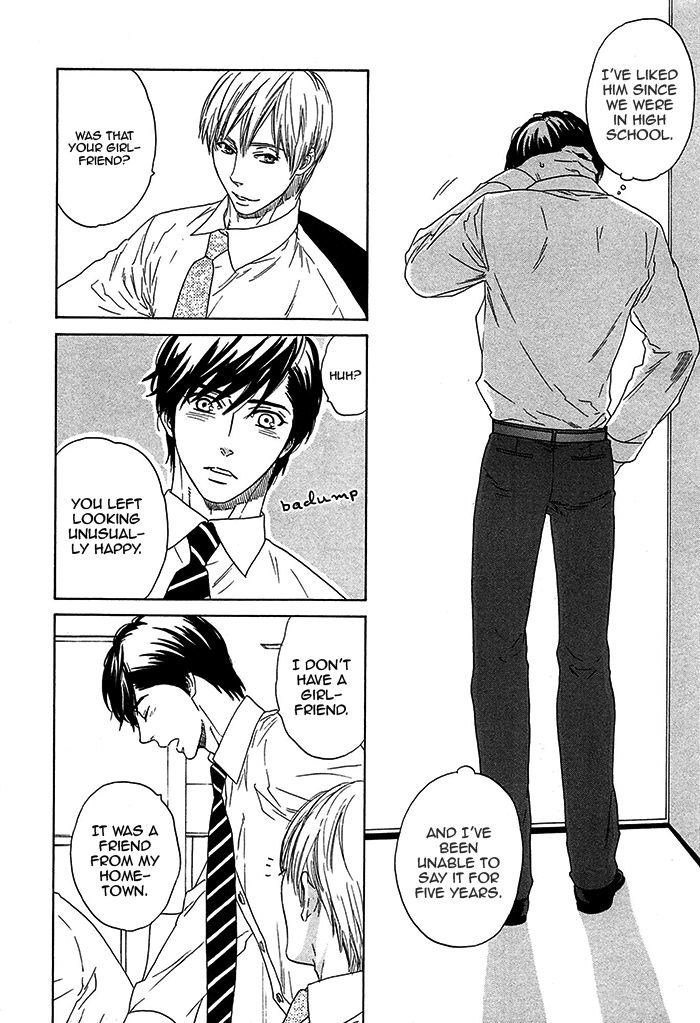 I'VE LIKED
HIM SINCE
WE WERE
IN HIGH
SCHOOL.
AND I'VE
BEEN
UNABLE TO
SAY IT FOR
FIVE YEARS.
WAS THAT
YOUR GIRL-
FRIEND?
HUH?
badump
YOU LEFT
LOOKING
UNUSUAL-
LY HAPPY.
I DON'T
HAVE A
GIRL-
FRIEND.
IT WAS A
FRIEND
FROM MY
HOME-
TOWN.